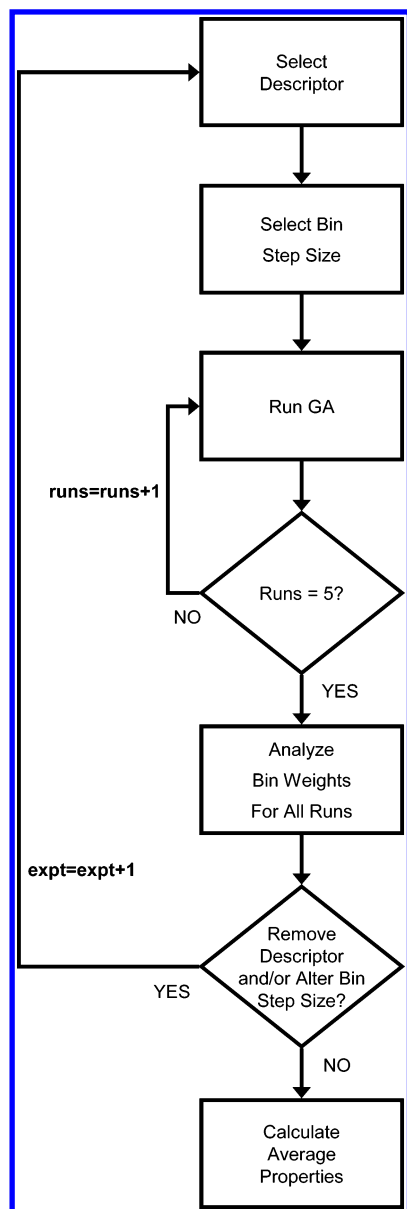 Select
Descriptor
Select Bin
Step Size
Run GA
runs=runs+1
Runs = 5?
NO
YES
Analyze
Bin Weights
For All Runs
expt=expt+1
Remove
Descriptor
and/or Alter Bin
Step Size?
YES
NO
Calculate
Average
Properties